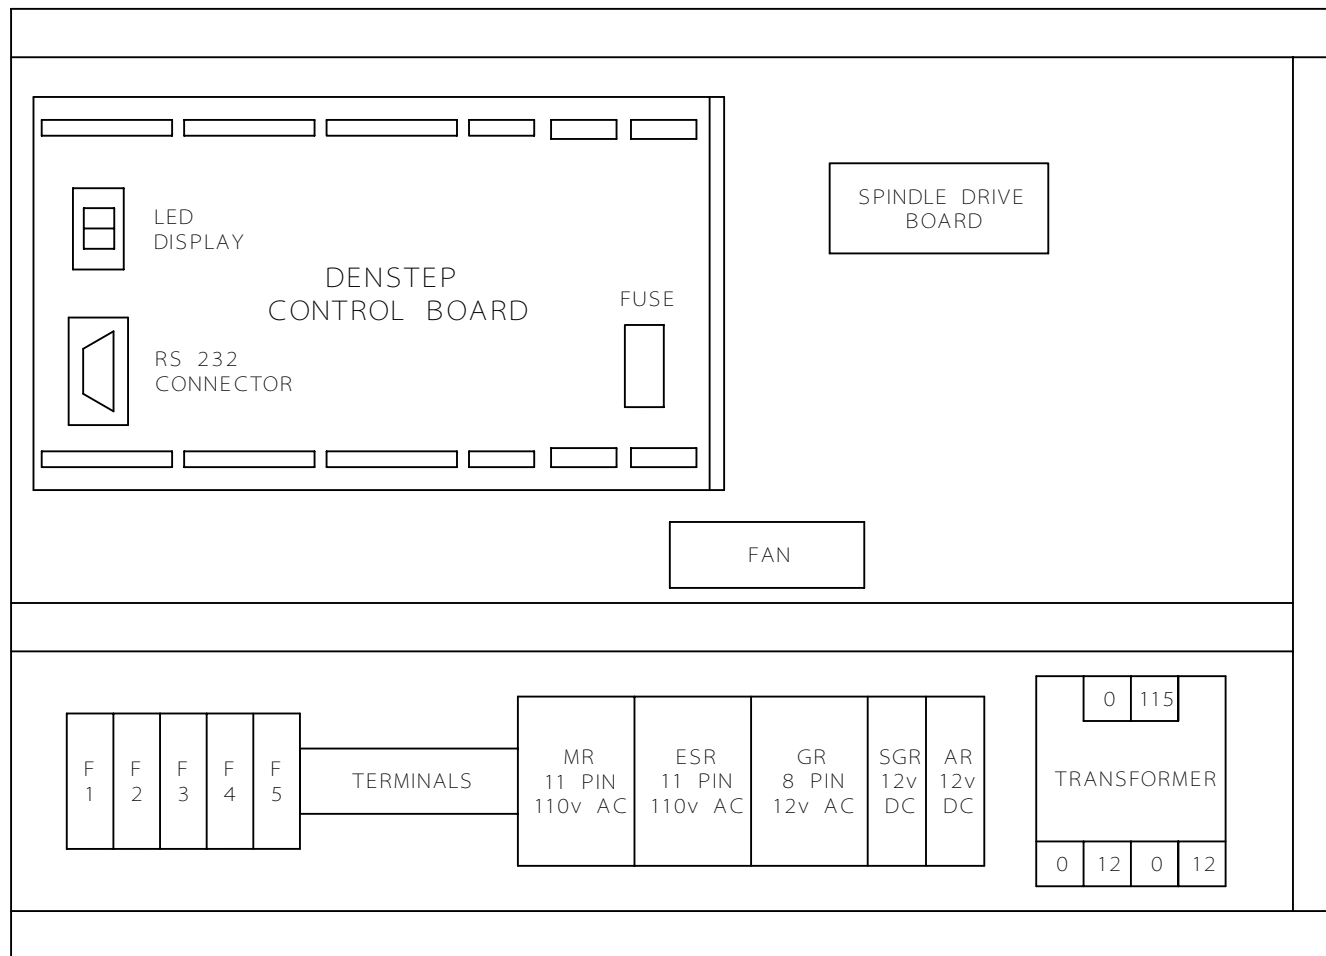 LED
DISPLAY
SPINDLE DRIVE
BOARD
DENSTEP
CONTROL BOARD
FUSE
RS 232
CONNECTOR
FAN
F
1
F
2
F
3
F
4
F
5
TERMINALS
MR
11 PIN
110v AC
ESR
11 PIN
110v AC
GR
8 PIN
12v AC
SGR
12v
DC
AR
12v
DC
0 115
TRANSFORMER
0 12 0 12